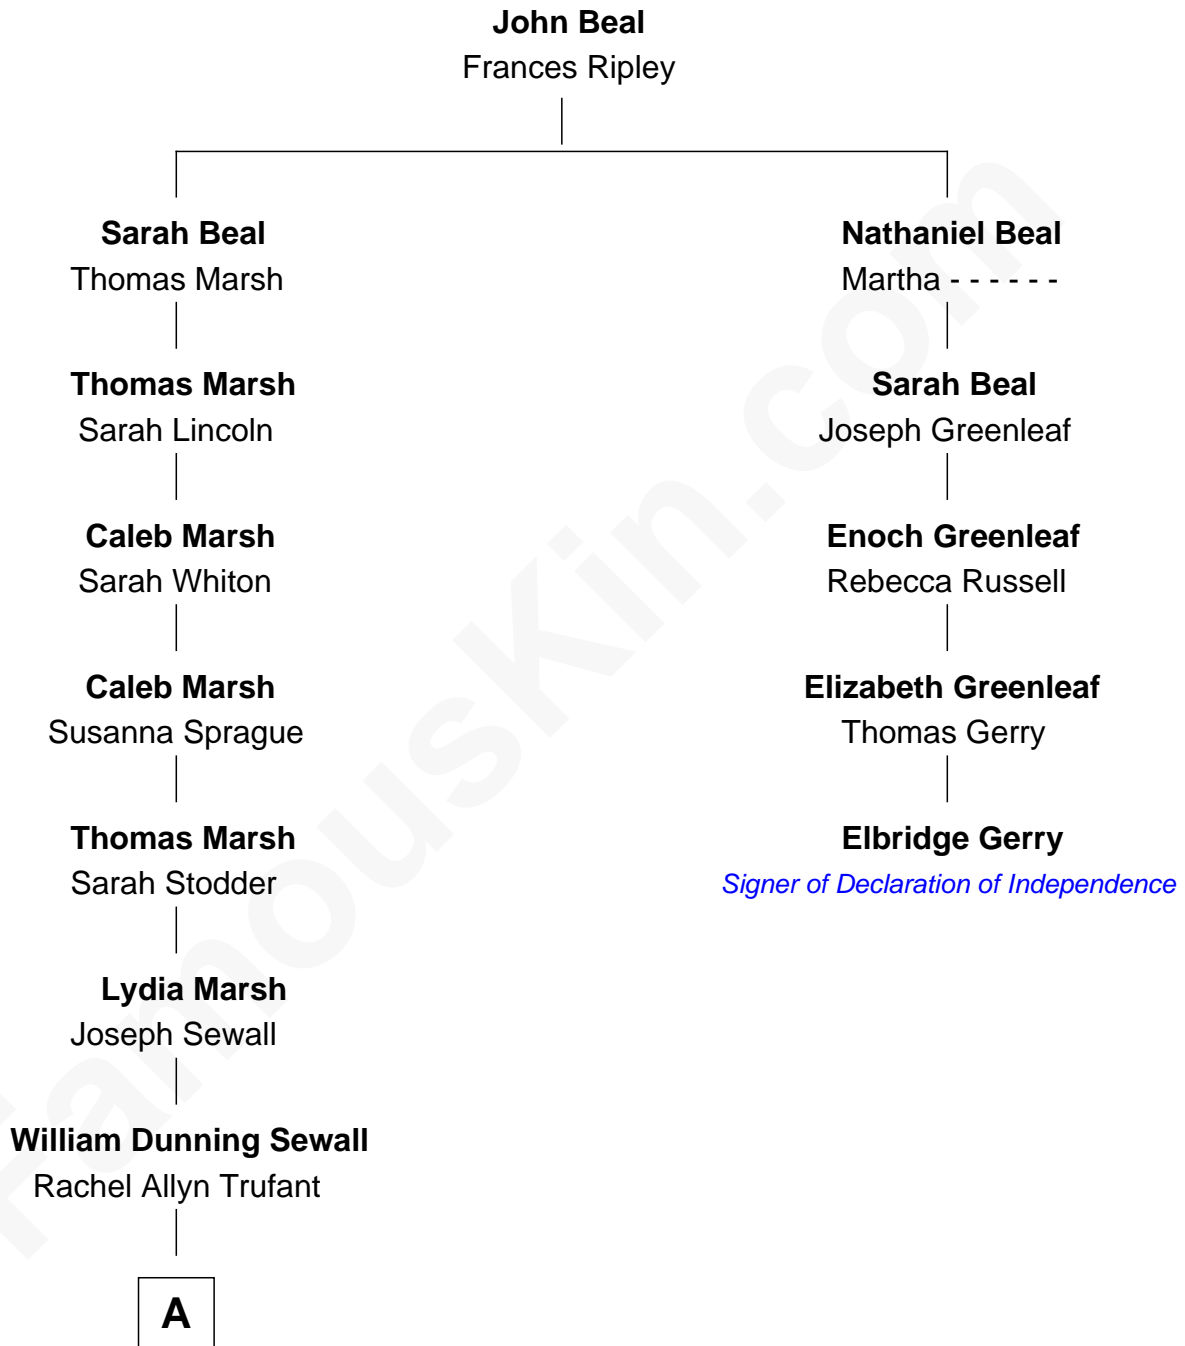 John Beal
Frances Ripley
Sarah Beal
Thomas Marsh
Nathaniel Beal
Martha - - - - - -
Thomas Marsh
Sarah Lincoln
Sarah Beal
Joseph Greenleaf
Caleb Marsh
Sarah Whiton
Enoch Greenleaf
Rebecca Russell
Caleb Marsh
Susanna Sprague
Elizabeth Greenleaf
Thomas Gerry
Thomas Marsh
Sarah Stodder
Elbridge Gerry
Signer of Declaration of Independence
Lydia Marsh
Joseph Sewall
William Dunning Sewall
Rachel Allyn Trufant
A
FamousKin.com